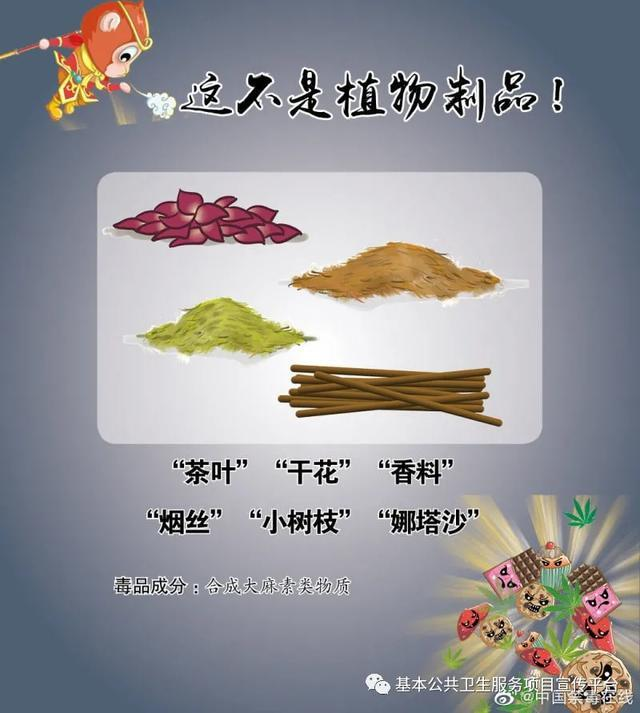 这不是植物制品！
“茶叶” “干花” “香料”
“烟丝” “小树枝” “娜塔沙”
毒品成分：合成大麻素类物质
基本公共卫生服务项目宣传平台
@中国禁毒在线